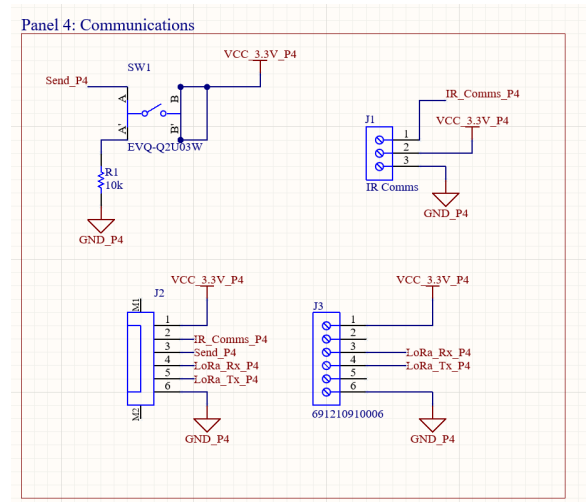 Panel 4: Communications
VCC_3.3V_P4
SW1
Send_P4
A
B
A'
B'
EVQ-Q2U03W
R1
10k
GND_P4
IR_Comms_P4
J1
VCC_3.3V_P4
1
2
3
IR Comms
GND_P4
VCC_3.3V_P4
J2
M1
1
2
IR_Comms_P4
3
Send_P4
4
LoRa_Rx_P4
5
LoRa_Tx_P4
6
M2
GND_P4
VCC_3.3V_P4
J3
1
2
3
LoRa_Rx_P4
4
LoRa_Tx_P4
5
6
691210910006
GND_P4